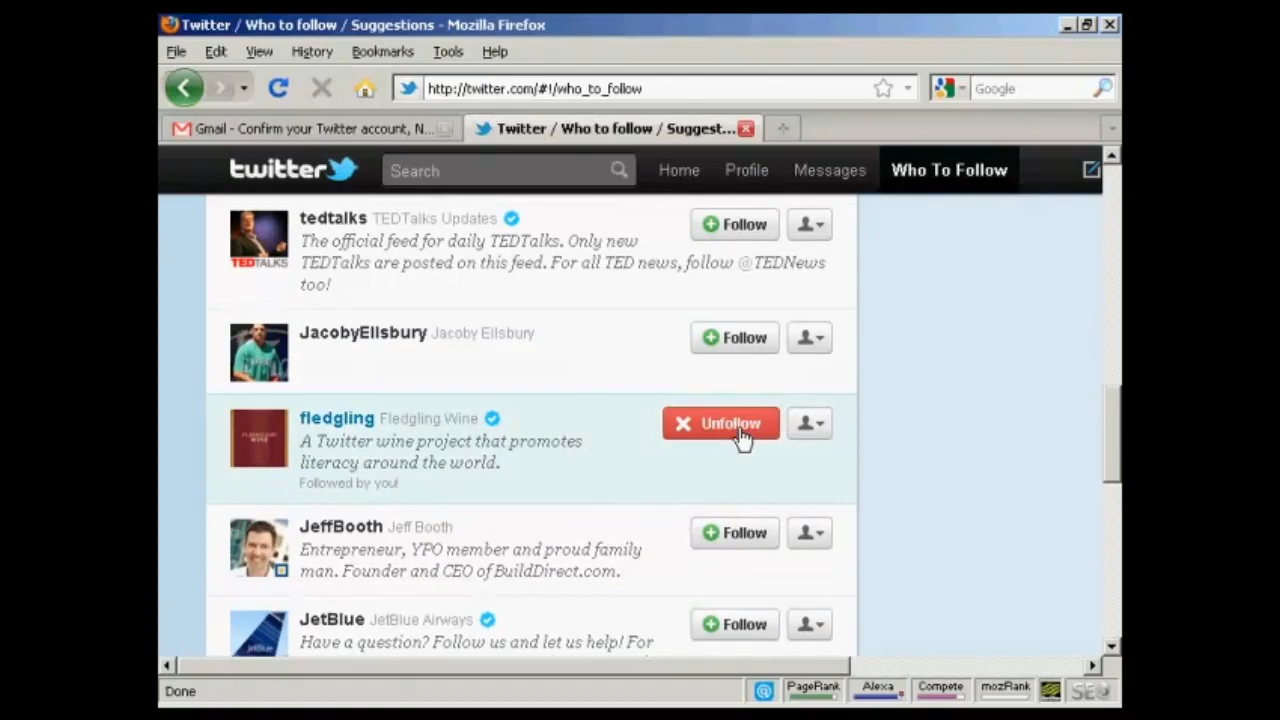 Twitter / Who to follow / Suggestions - Mozilla Firefox
File Edit View History Bookmarks Tools Help
http://twitter.com/#!/who_to_follow
Google
Gmail - Confirm your Twitter account, N...
Twitter / Who to follow / Suggest...
twitter
Search
Home
Profile
Messages
Who To Follow
tedtalks TEDTalks Updates
Follow
The official feed for daily TEDTalks. Only new
TEDTalks are posted on this feed. For all TED news, follow @TEDNews
too!
TEDTALKS
JacobyEllsbury Jacoby Ellsbury
Follow
fledgling Fledgling Wine
Unfollow
A Twitter wine project that promotes
literacy around the world.
Followed by you!
FLEDGLING
WINE
JeffBooth Jeff Booth
Follow
Entrepreneur, YPO member and proud family
man. Founder and CEO of BuildDirect.com.
JetBlue JetBlue Airways
Follow
Have a question? Follow us and let us help! For
jetBlue
Done
PageRank
Alexa
Compete
mozRank
SEO